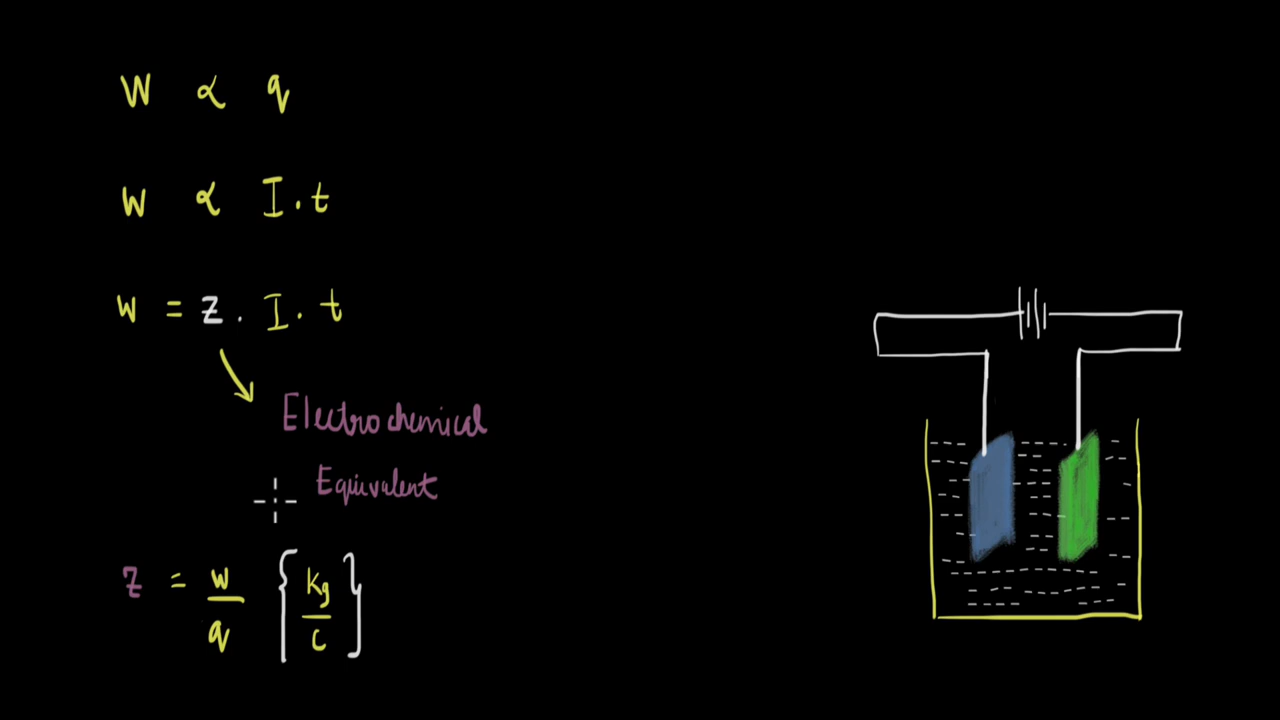 W ∝ q
W ∝ I . t
W = Z . I . t
Electrochemical
Equivalent
Z = w/q {Kg/C}